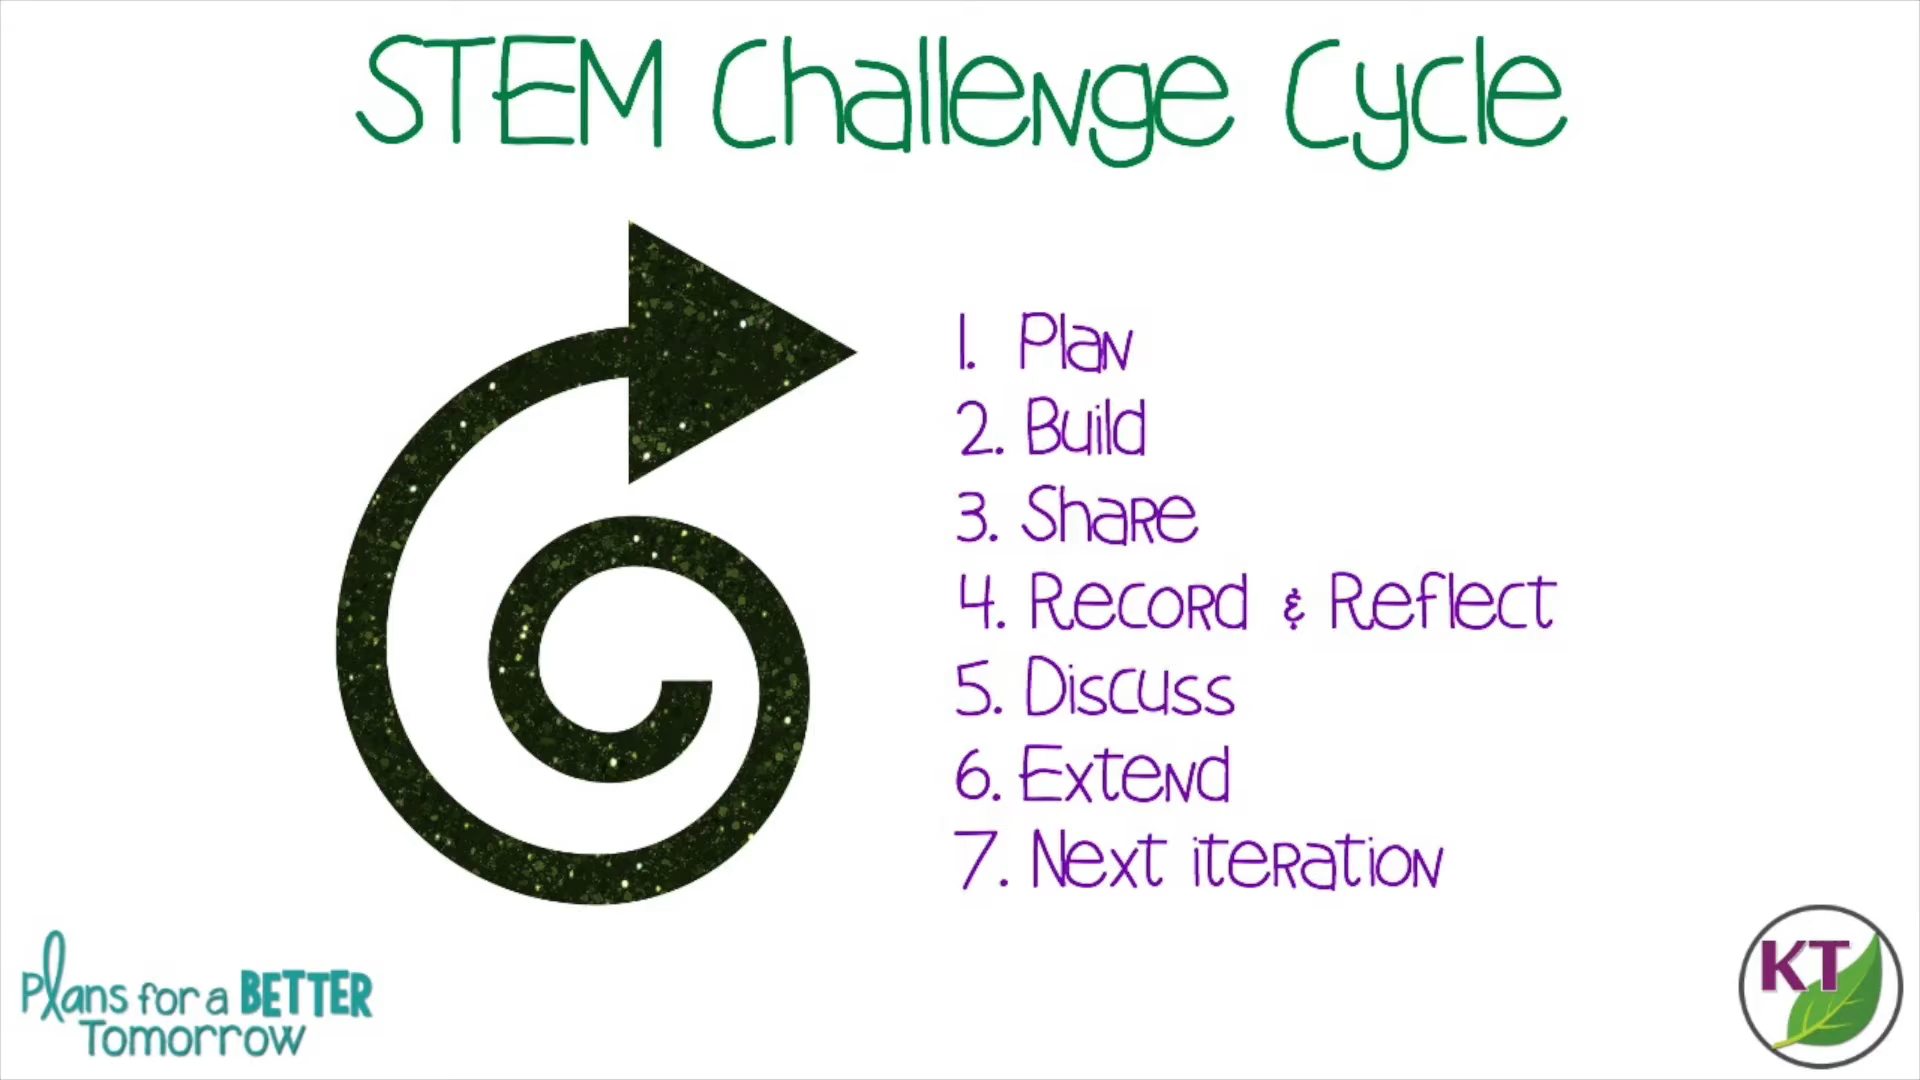 STEM Challenge Cycle
1. Plan
2. Build
3. Share
4. Record & Reflect
5. Discuss
6. Extend
7. Next iteration
Plans for a BETTER
Tomorrow
KT